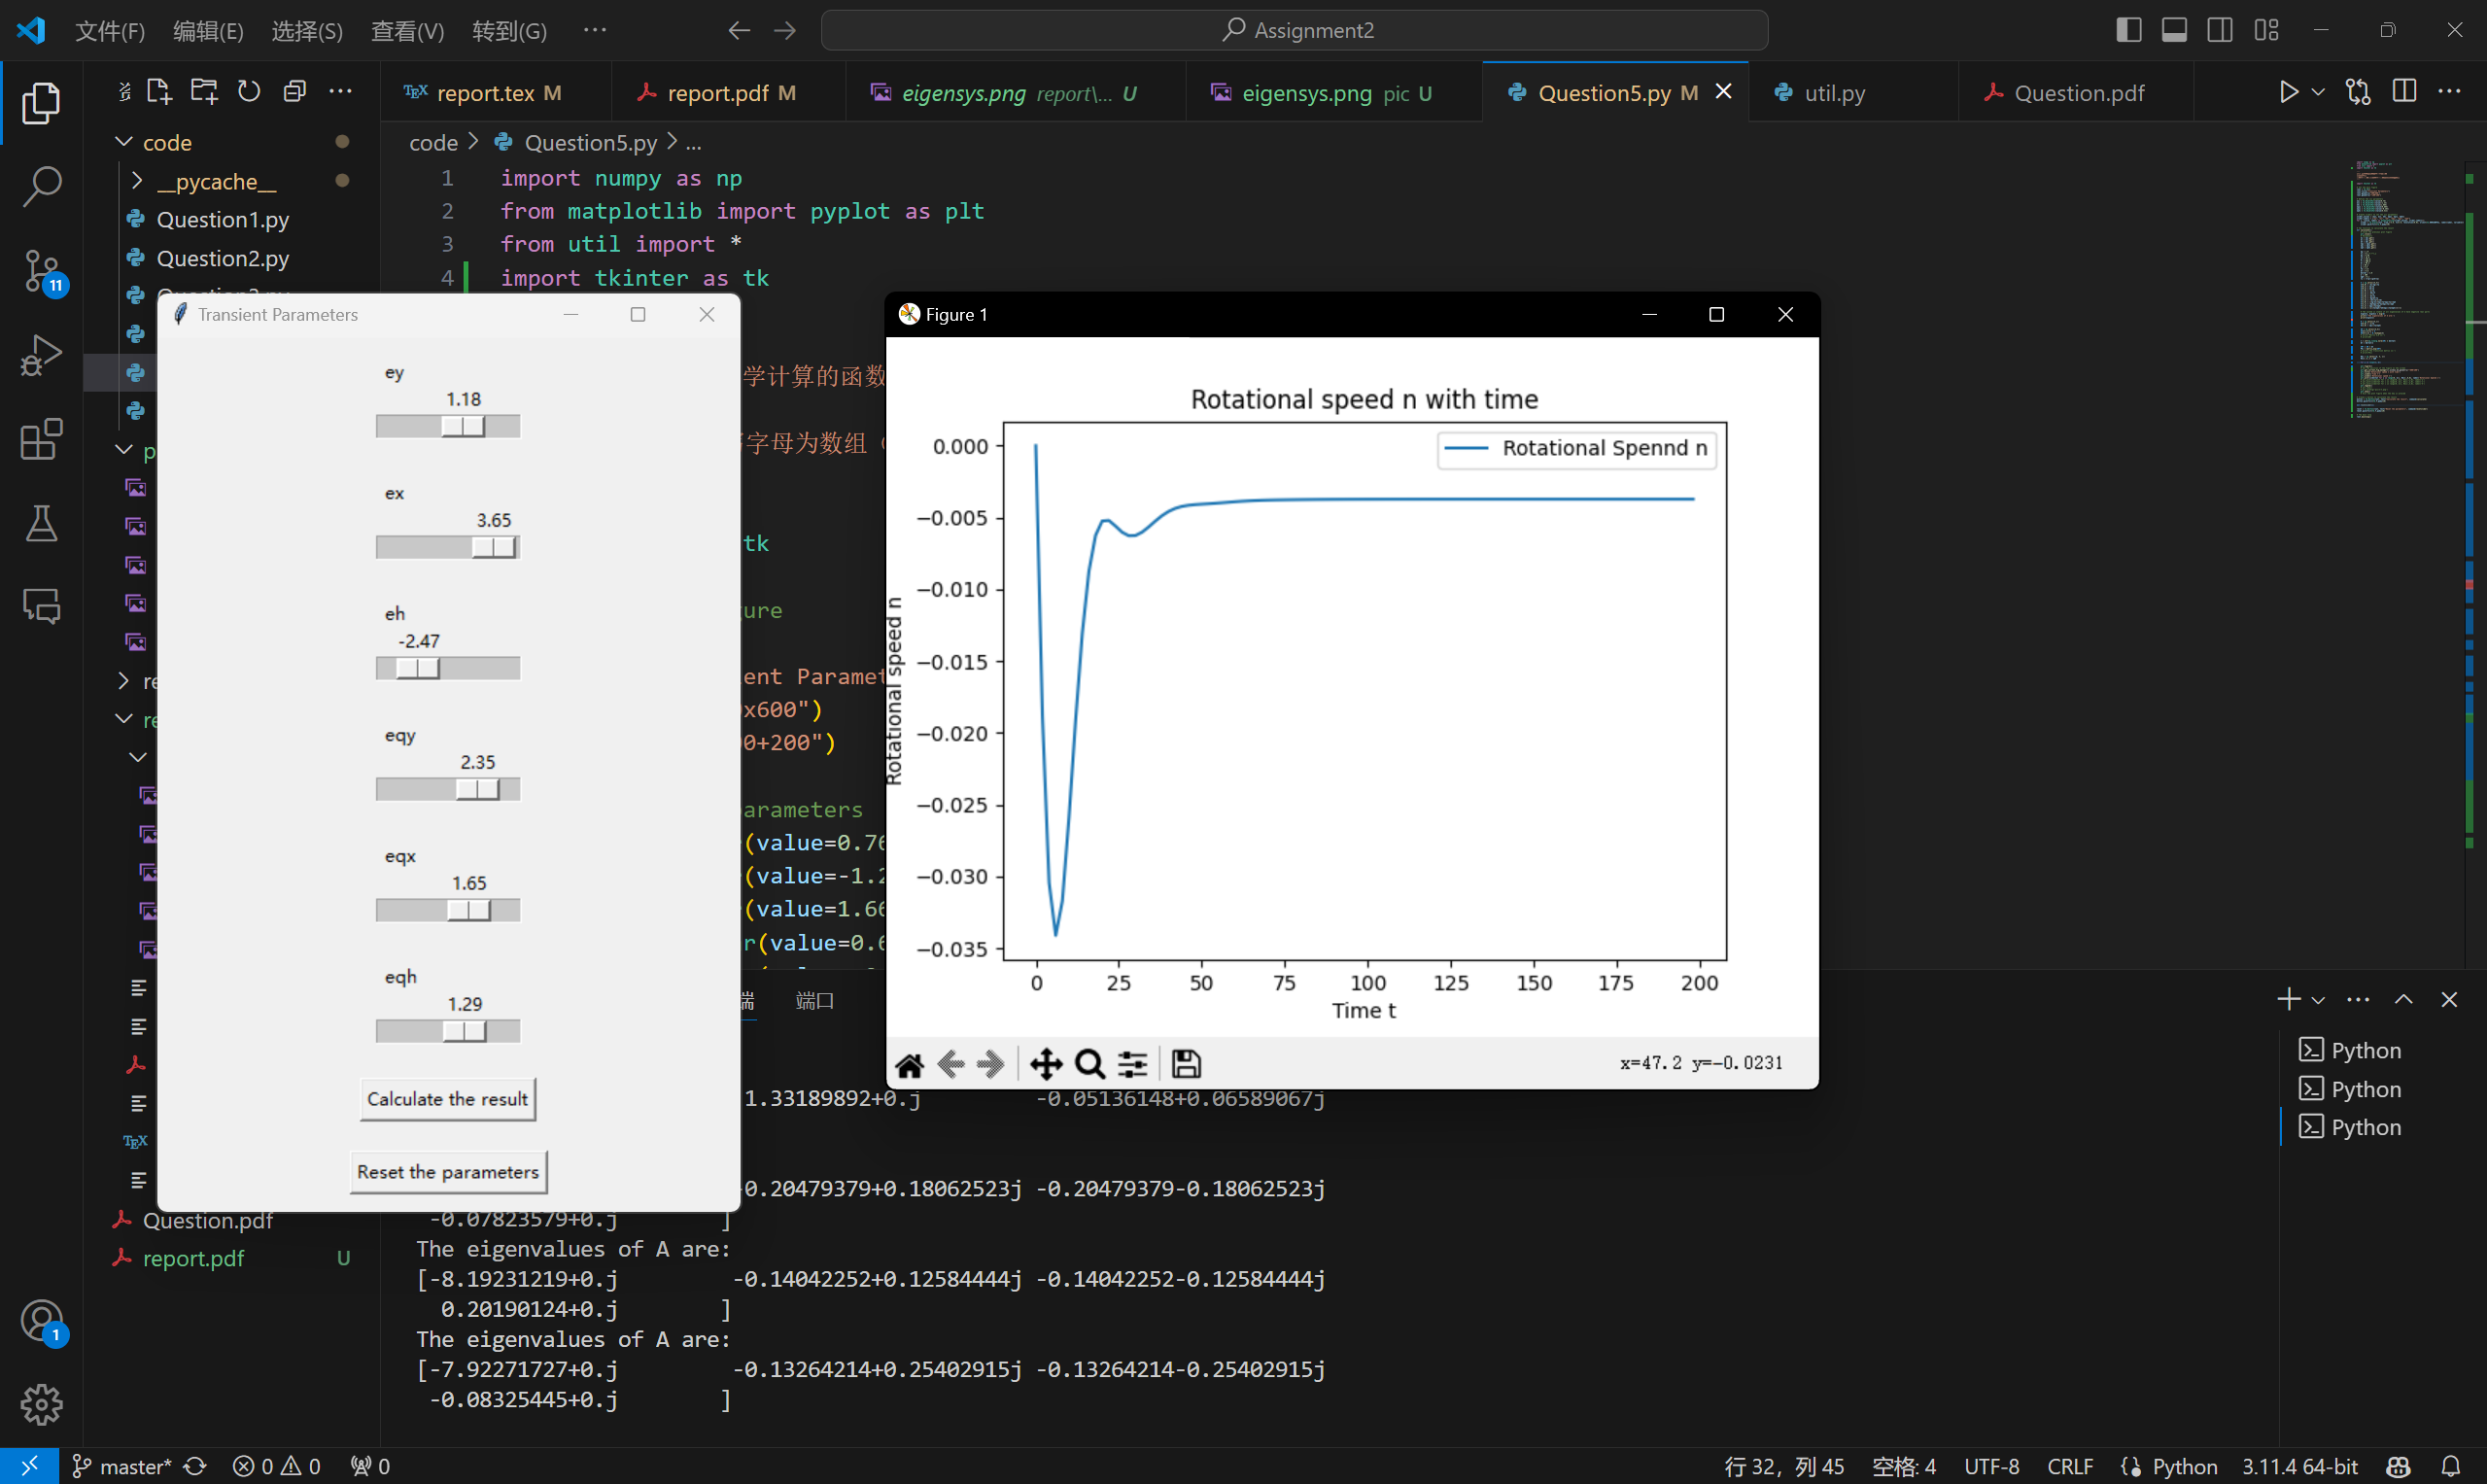 文件(F) 编辑(E) 选择(S) 查看(V) 转到(G) ··· Assignment2
report.tex M report.pdf M eigensys.png report\... U eigensys.png pic U Question5.py M util.py Question.pdf
code > Question5.py > ...
code
__pycache__
Question1.py
Question2.py
11
1 import numpy as np
2 from matplotlib import pyplot as plt
3 from util import *
4 import tkinter as tk
学计算的函数
字母为数组
tk
ure
ent Paramet
x600")
0+200")
arameters
(value=0.76
(value=-1.2
(value=1.66
r(value=0.6
Transient Parameters
ey
1.18
ex
3.65
eh
-2.47
eqy
2.35
eqx
1.65
eqh
1.29
Calculate the result
Reset the parameters
Figure 1
Rotational speed n with time
Rotational Spennd n
Rotational speed n
0.000
−0.005
−0.010
−0.015
−0.020
−0.025
−0.030
−0.035
0 25 50 75 100 125 150 175 200
Time t
x=47.2 y=-0.0231
Question.pdf
report.pdf U
端口
1.33189892+0.j -0.05136148+0.06589067j
0.20479379+0.18062523j -0.20479379-0.18062523j
-0.07823579+0.j ]
The eigenvalues of A are:
[-8.19231219+0.j -0.14042252+0.12584444j -0.14042252-0.12584444j
0.20190124+0.j ]
The eigenvalues of A are:
[-7.92271727+0.j -0.13264214+0.25402915j -0.13264214-0.25402915j
-0.08325445+0.j ]
Python
Python
Python
1
master* 0 0 0 行 32，列 45 空格: 4 UTF-8 CRLF Python 3.11.4 64-bit